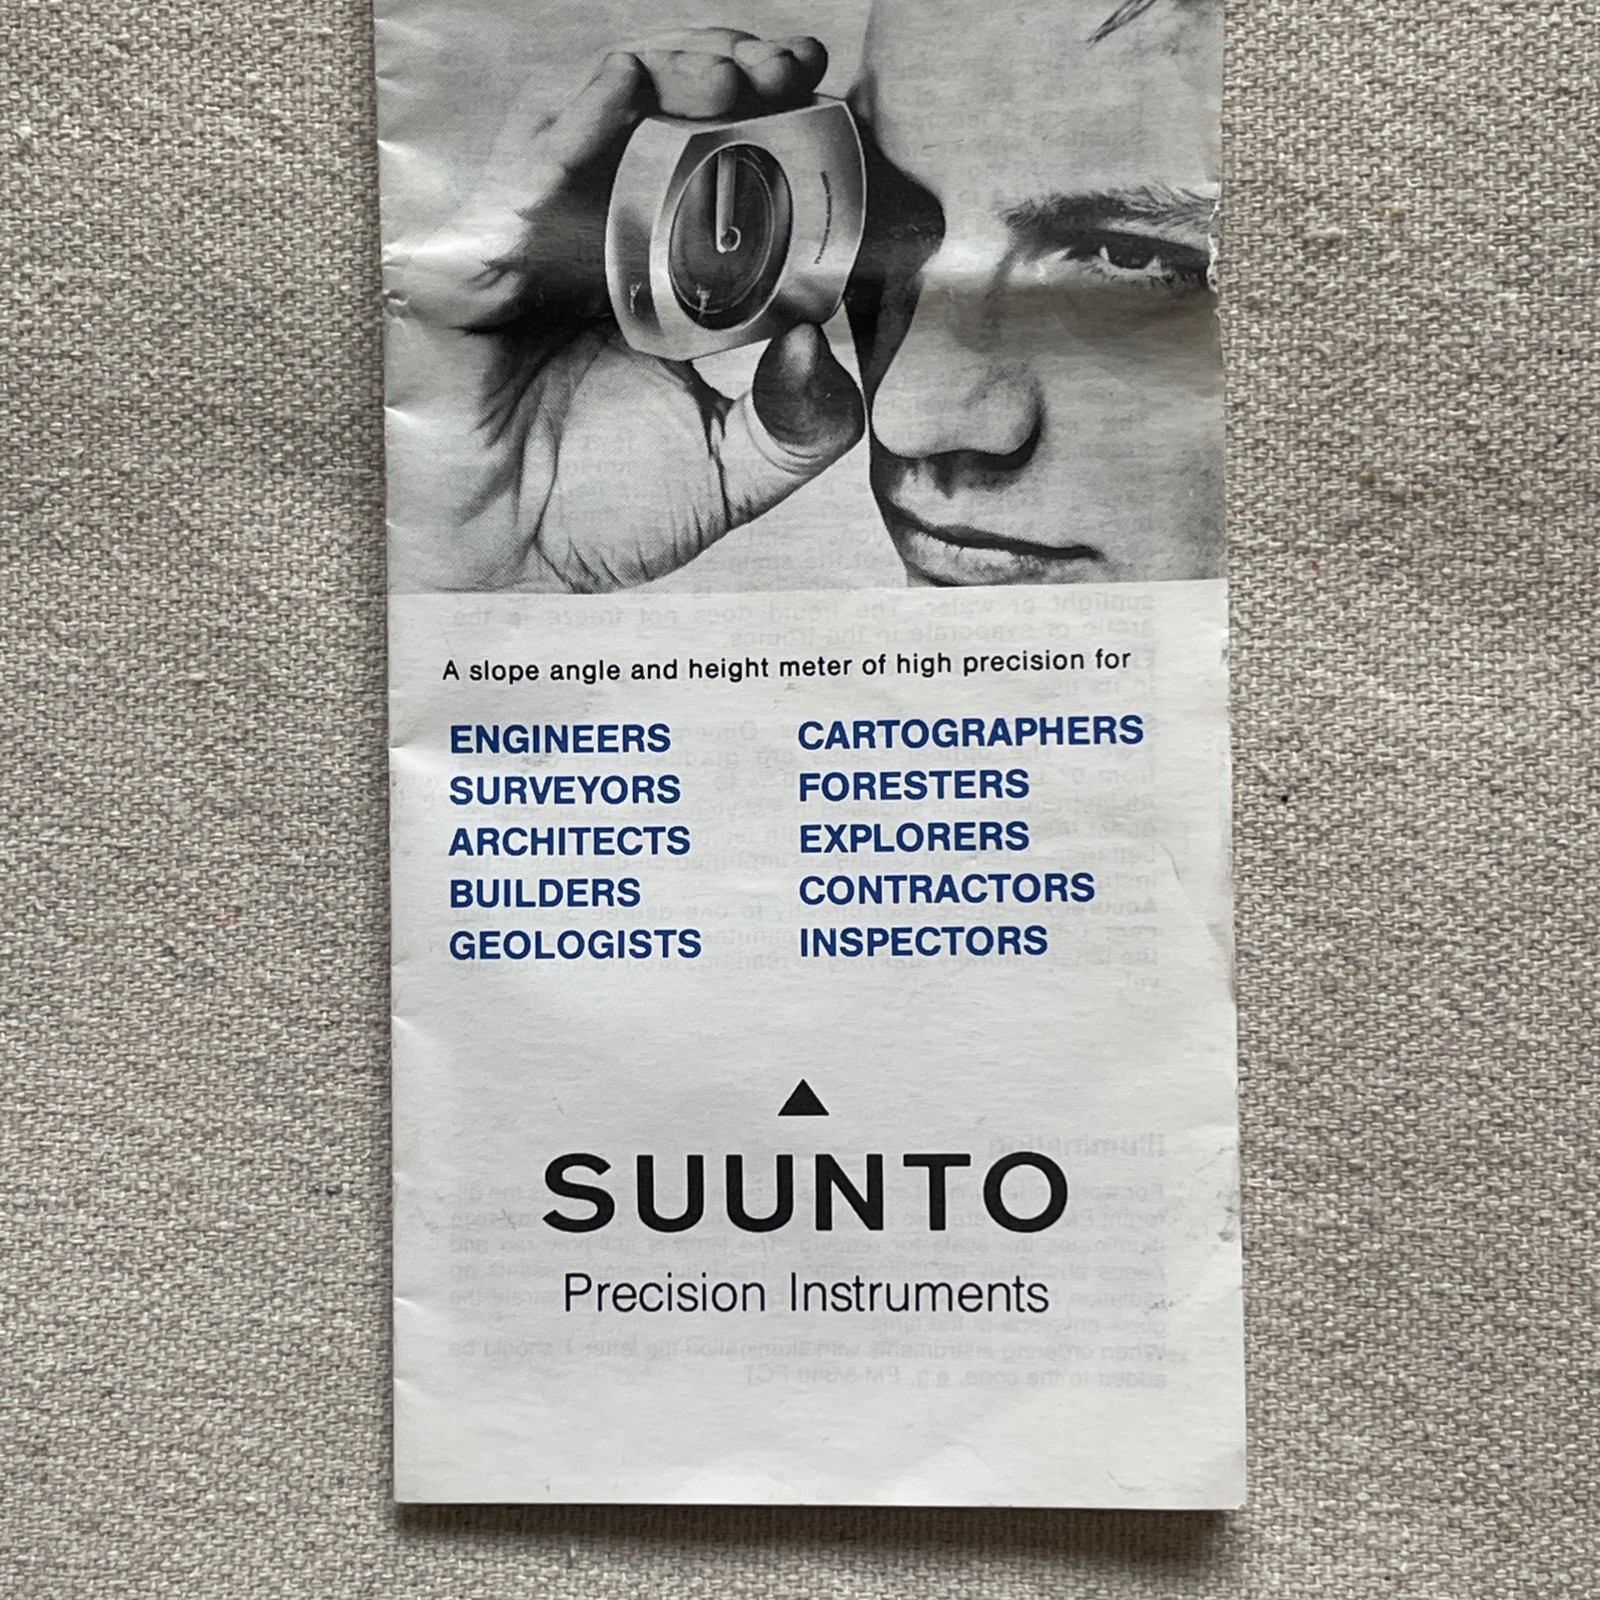 A slope angle and height meter of high precision for
ENGINEERS
SURVEYORS
ARCHITECTS
BUILDERS
GEOLOGISTS
CARTOGRAPHERS
FORESTERS
EXPLORERS
CONTRACTORS
INSPECTORS
SUUNTO
Precision Instruments